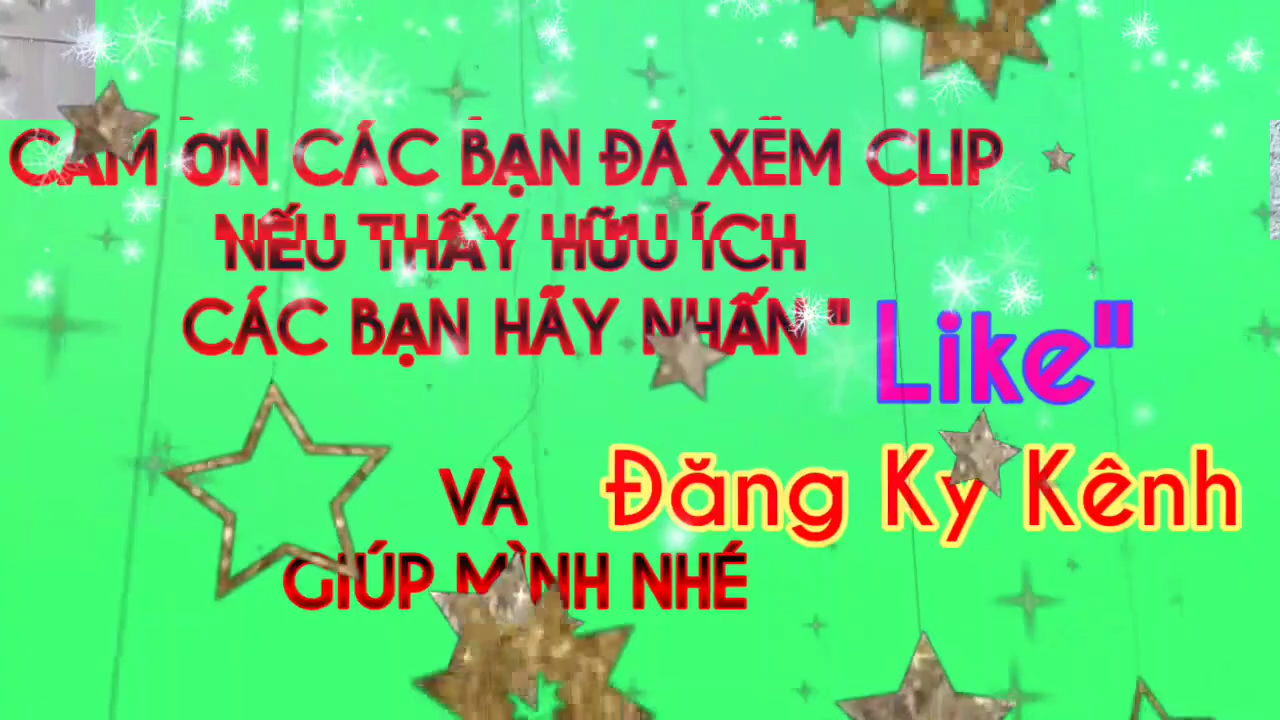 CẢM ƠN CÁC BẠN ĐÃ XEM CLIP
NẾU THẤY HỮU ÍCH
CÁC BẠN HÃY NHẤN " Like"
VÀ Đăng Ký Kênh
GIÚP MÌNH NHÉ